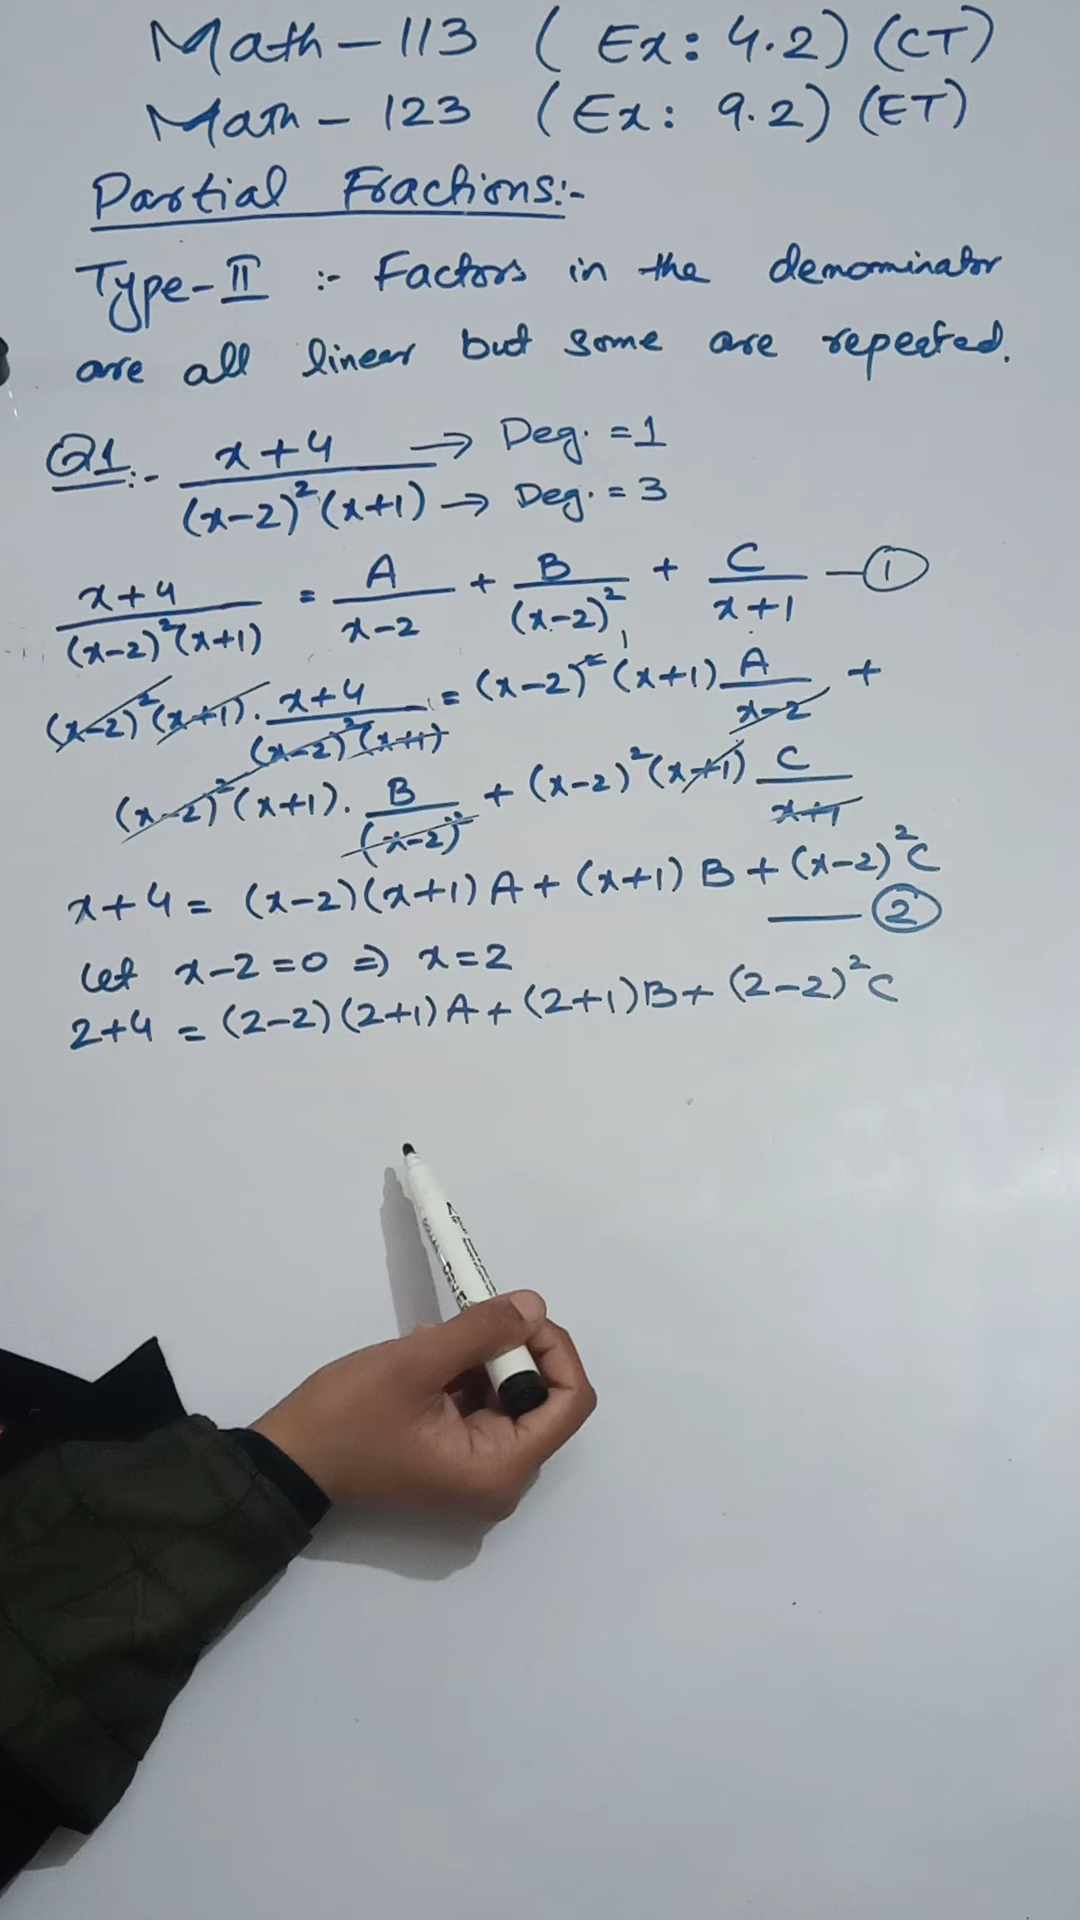 Math - 113 ( Ex: 4.2) (CT)
Math - 123 (Ex: 9.2) (ET)
Partial Fractions:-
Type-II :- Factors in the denominator
are all linear but some are repeated.
Q1:- x+4/(x-2)²(x+1) → Deg. = 1 → Deg. = 3
x+4/(x-2)²(x+1) = A/x-2 + B/(x-2)² + C/x+1 — ①
(x-2)²(x+1) . x+4/(x-2)²(x+1) = (x-2)²(x+1) A/x-2 +
(x-2)²(x+1) . B/(x-2)² + (x-2)²(x+1) C/x+1
x+4 = (x-2)(x+1) A + (x+1) B + (x-2)² C
— ②
let x-2=0 ⇒ x=2
2+4 = (2-2)(2+1) A + (2+1) B + (2-2)² C